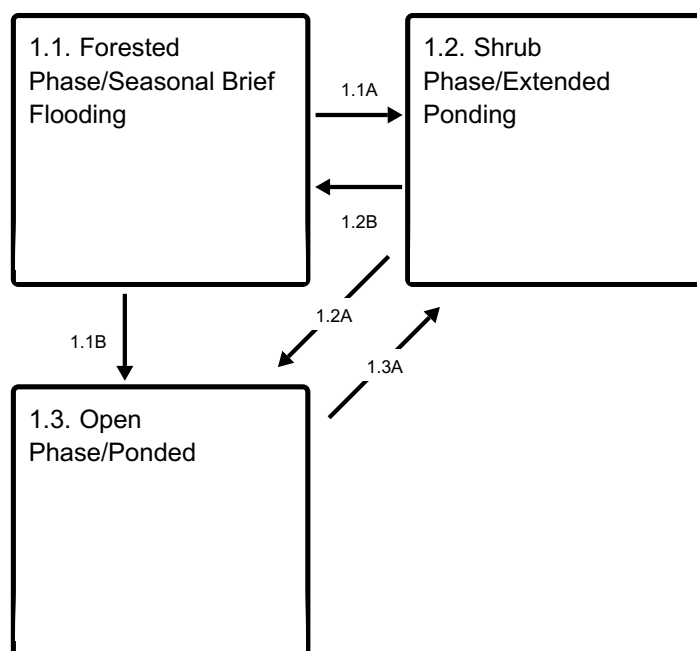 1.1. Forested
Phase/Seasonal Brief
Flooding
1.1A
1.2. Shrub
Phase/Extended
Ponding
1.2B
1.2A
1.1B
1.3A
1.3. Open
Phase/Ponded